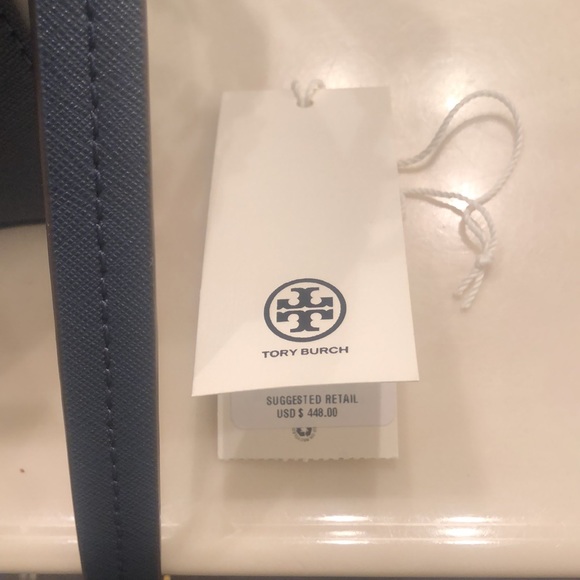 TORY BURCH
SUGGESTED RETAIL
USD $ 448.00